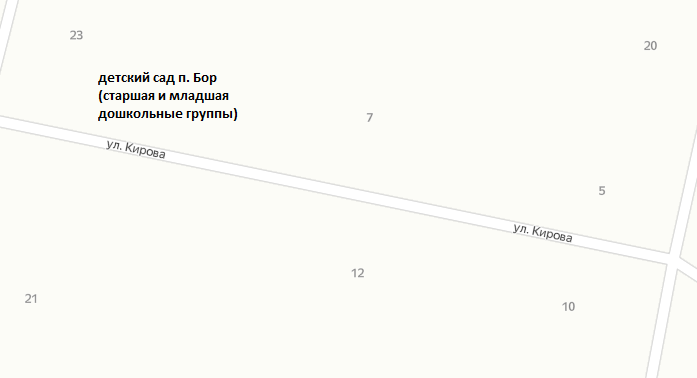 23
20
детский сад п. Бор
(старшая и младшая
дошкольные группы)
7
ул. Кирова
5
ул. Кирова
12
21
10